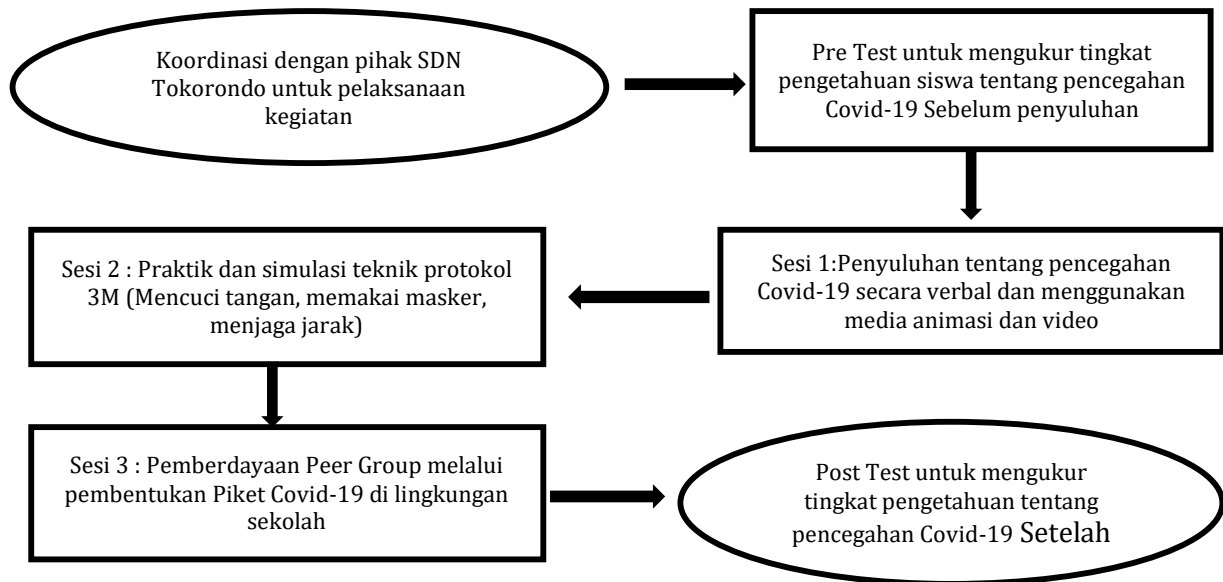 Koordinasi dengan pihak SDN
Tokorondo untuk pelaksanaan
kegiatan
Pre Test untuk mengukur tingkat
pengetahuan siswa tentang pencegahan
Covid-19 Sebelum penyuluhan
Sesi 1:Penyuluhan tentang pencegahan
Covid-19 secara verbal dan menggunakan
media animasi dan video
Sesi 2 : Praktik dan simulasi teknik protokol
3M (Mencuci tangan, memakai masker,
menjaga jarak)
Sesi 3 : Pemberdayaan Peer Group melalui
pembentukan Piket Covid-19 di lingkungan
sekolah
Post Test untuk mengukur
tingkat pengetahuan tentang
pencegahan Covid-19 Setelah